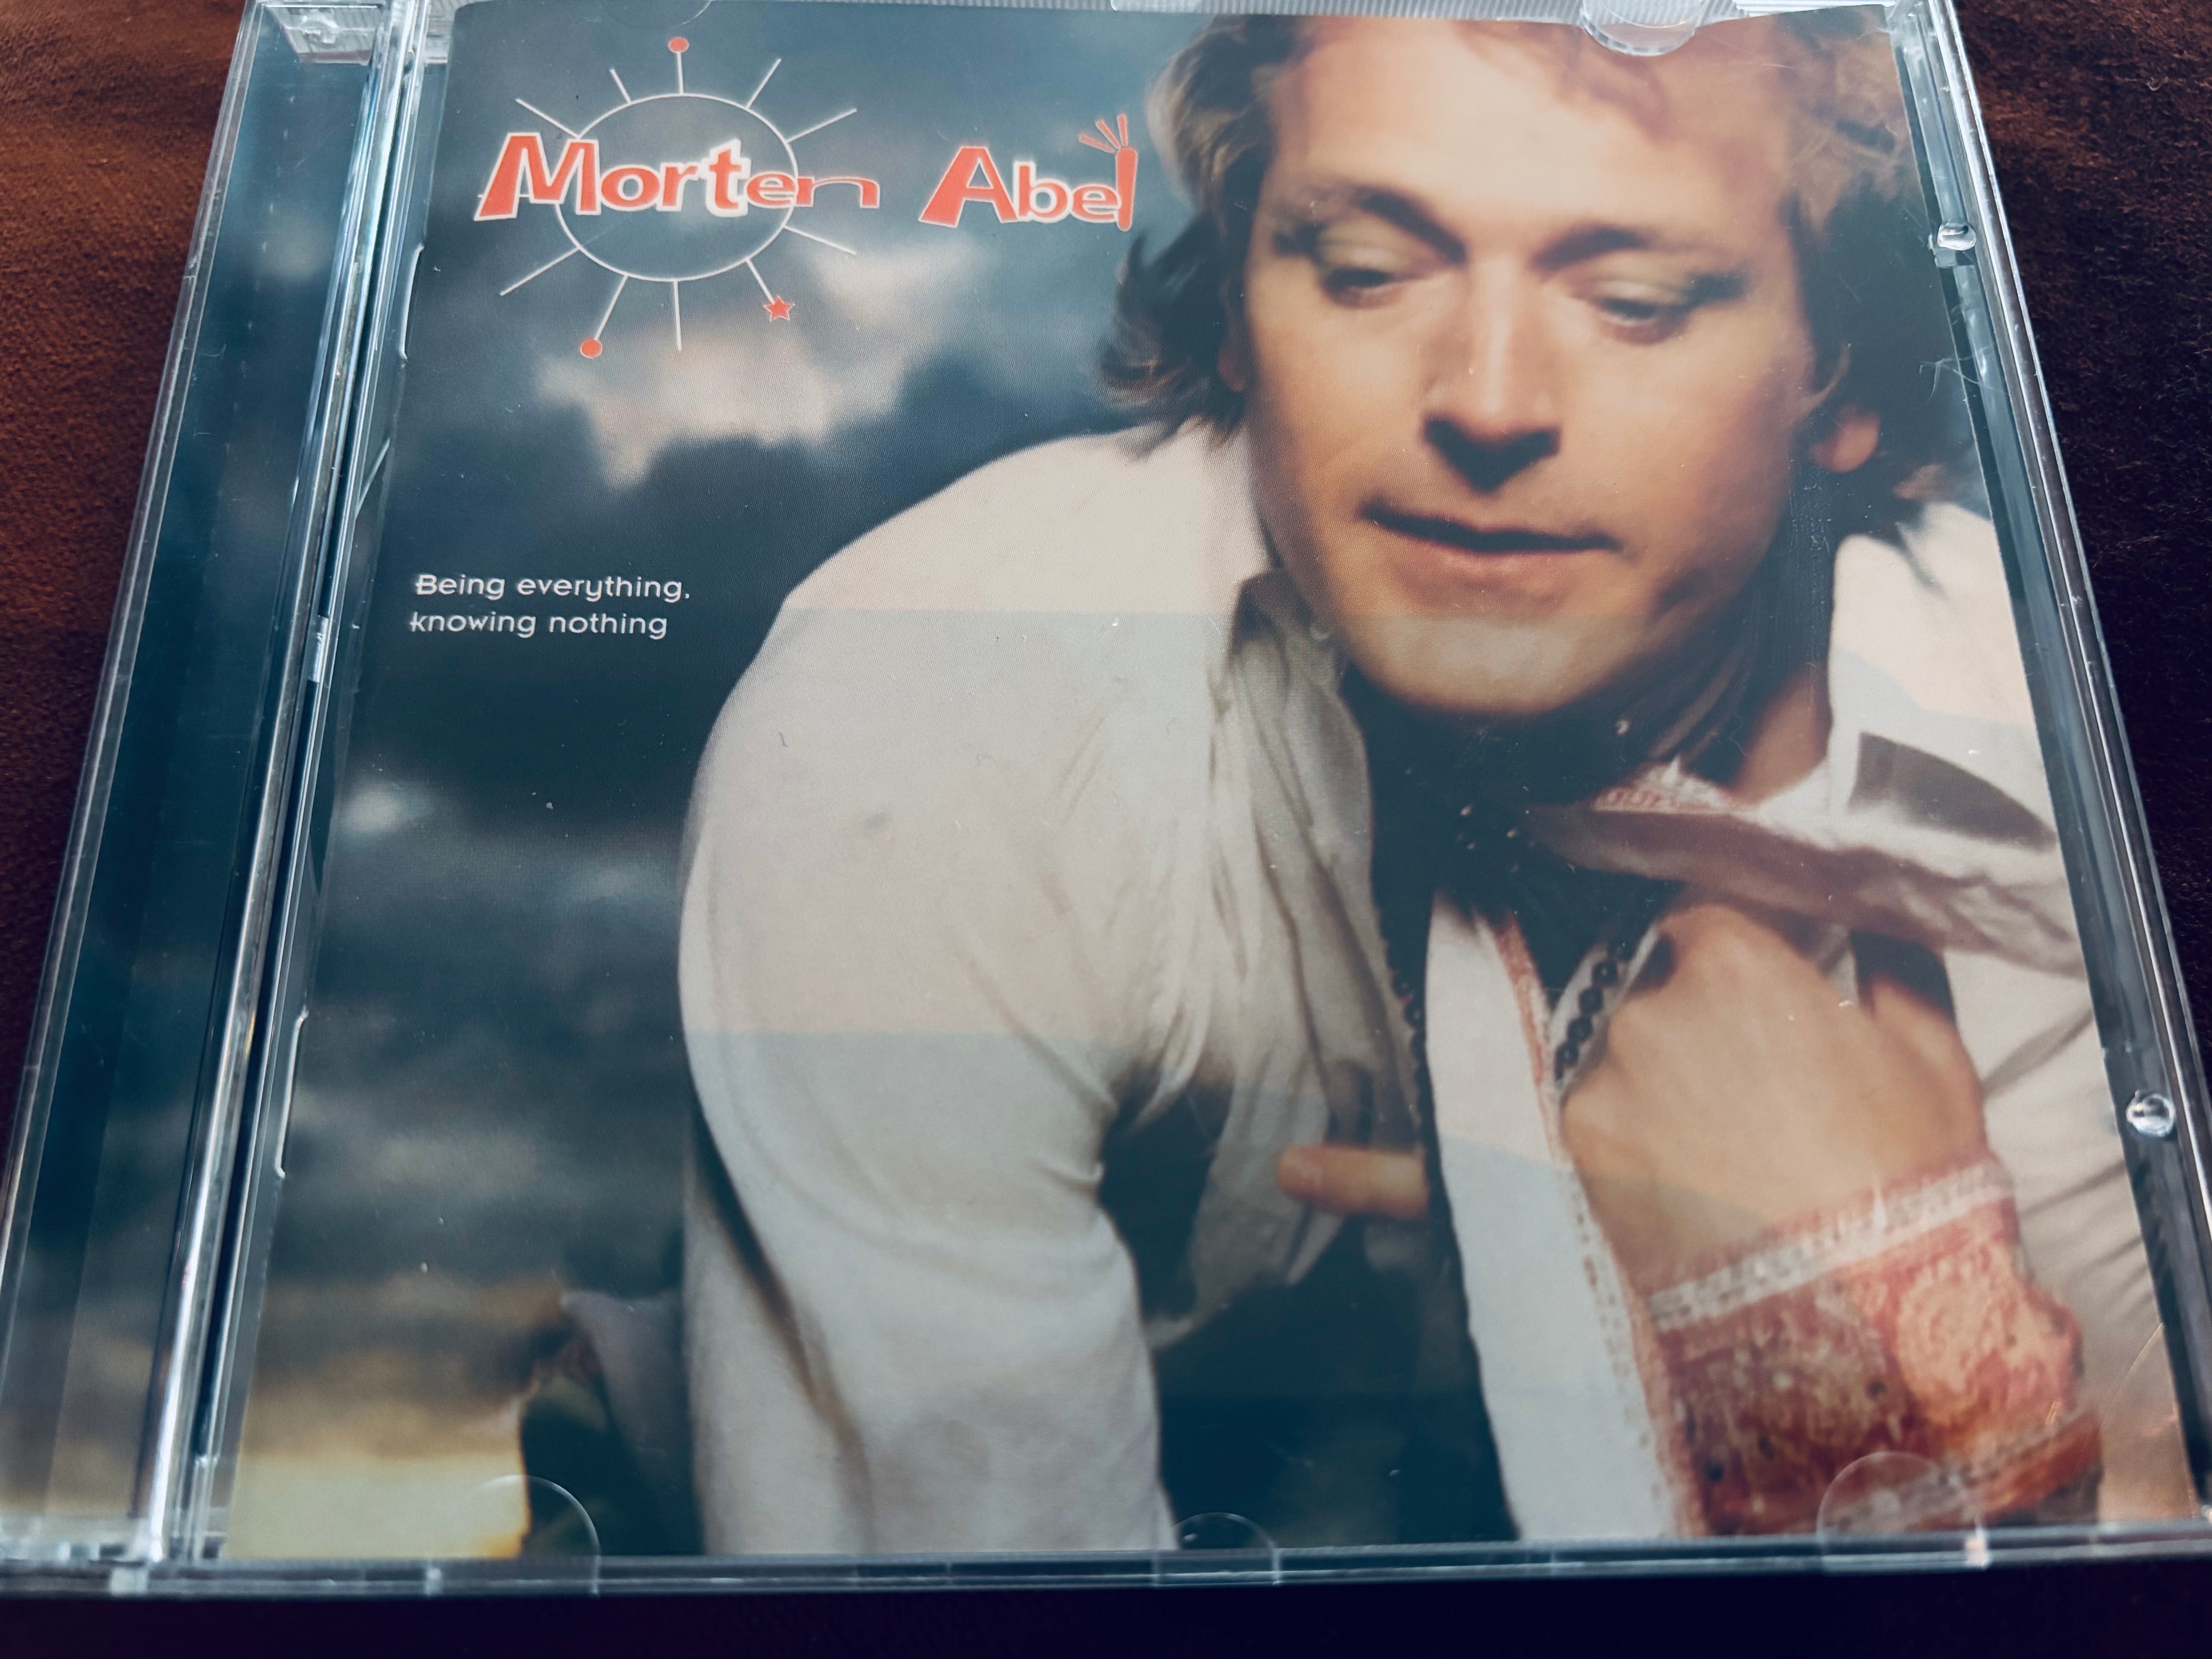 Morten Abel
Being everything,
knowing nothing